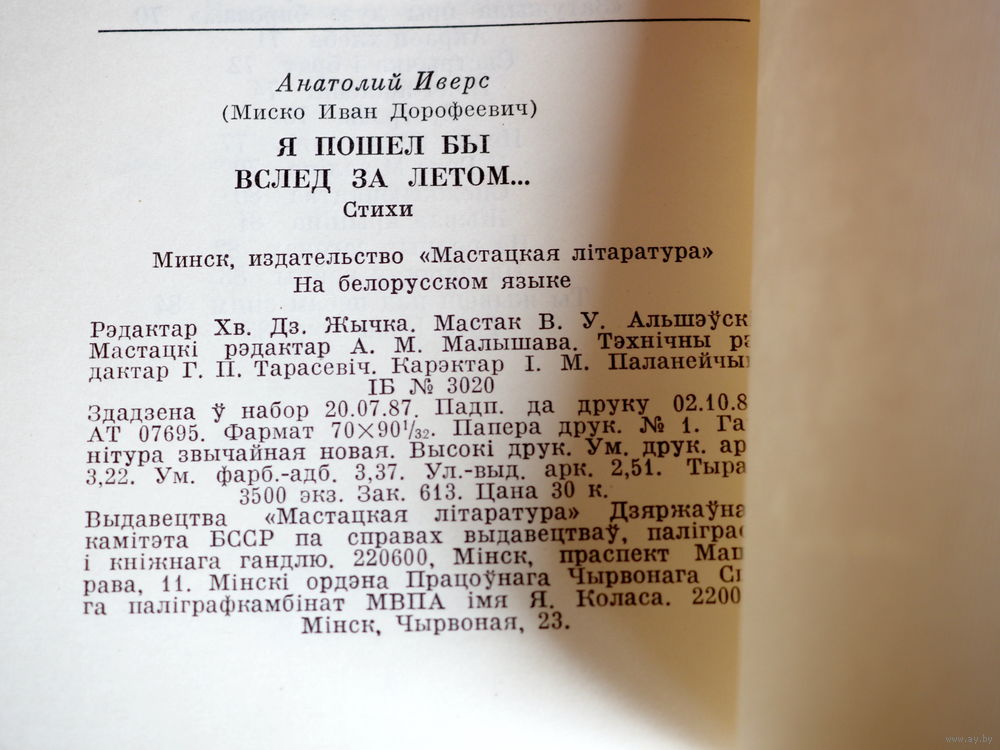 Анатолий Иверс
(Миско Иван Дорофеевич)
Я ПОШЕЛ БЫ
ВСЛЕД ЗА ЛЕТОМ...
Стихи
Минск, издательство «Мастацкая літаратура»
На белорусском языке
Рэдактар Хв. Дз. Жычка. Мастак В. У. Альшэўск
Мастацкі рэдактар А. М. Малышава. Тэхнічны рэ
дактар Г. П. Тарасевіч. Карэктар І. М. Паланейчы
ІБ № 3020
Здадзена ў набор 20.07.87. Падп. да друку 02.10.8
АТ 07695. Фармат 70×90¹/₃₂. Папера друк. № 1. Га
нітура звычайная новая. Высокі друк. Ум. друк. ар
3,22. Ум. фарб.-адб. 3,37. Ул.-выд. арк. 2,51. Тыра
3500 экз. Зак. 613. Цана 30 к.
Выдавецтва «Мастацкая літаратура» Дзяржаўна
камітэта БССР па справах выдавецтваў, паліграф
і кніжнага гандлю. 220600, Мінск, праспект Маш
рава, 11. Мінскі ордэна Працоўнага Чырвонага Сц
га паліграфкамбінат МВПА імя Я. Коласа. 2200
Мінск, Чырвоная, 23.
www.ay.by